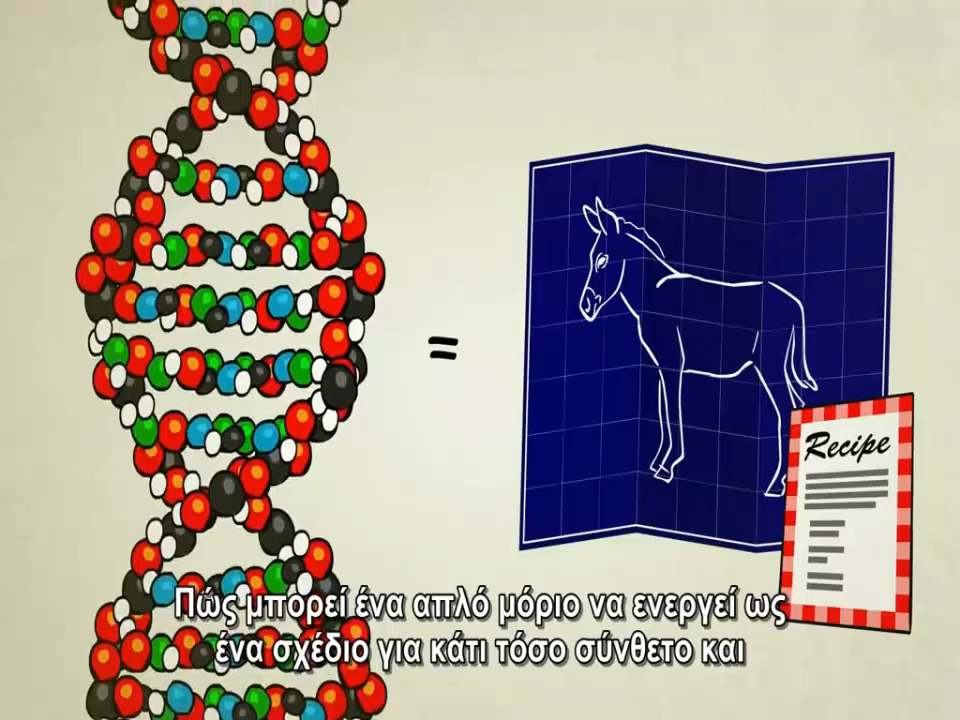 =
Recipe
Πώς μπορεί ένα απλό μόριο να ενεργεί ως
ένα σχέδιο για κάτι τόσο σύνθετο και